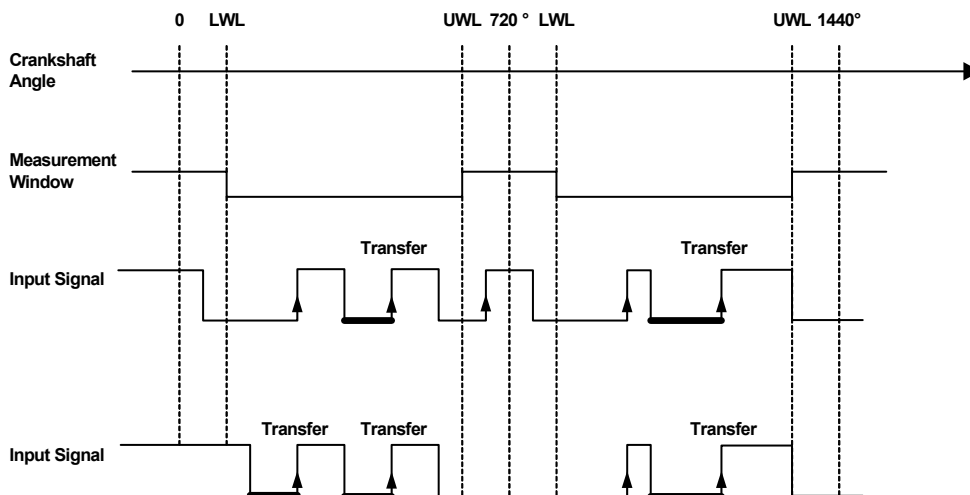 0 LWL UWL 720 ° LWL UWL 1440°
Crankshaft
Angle
Measurement
Window
Transfer Transfer
Input Signal
Transfer Transfer Transfer
Input Signal